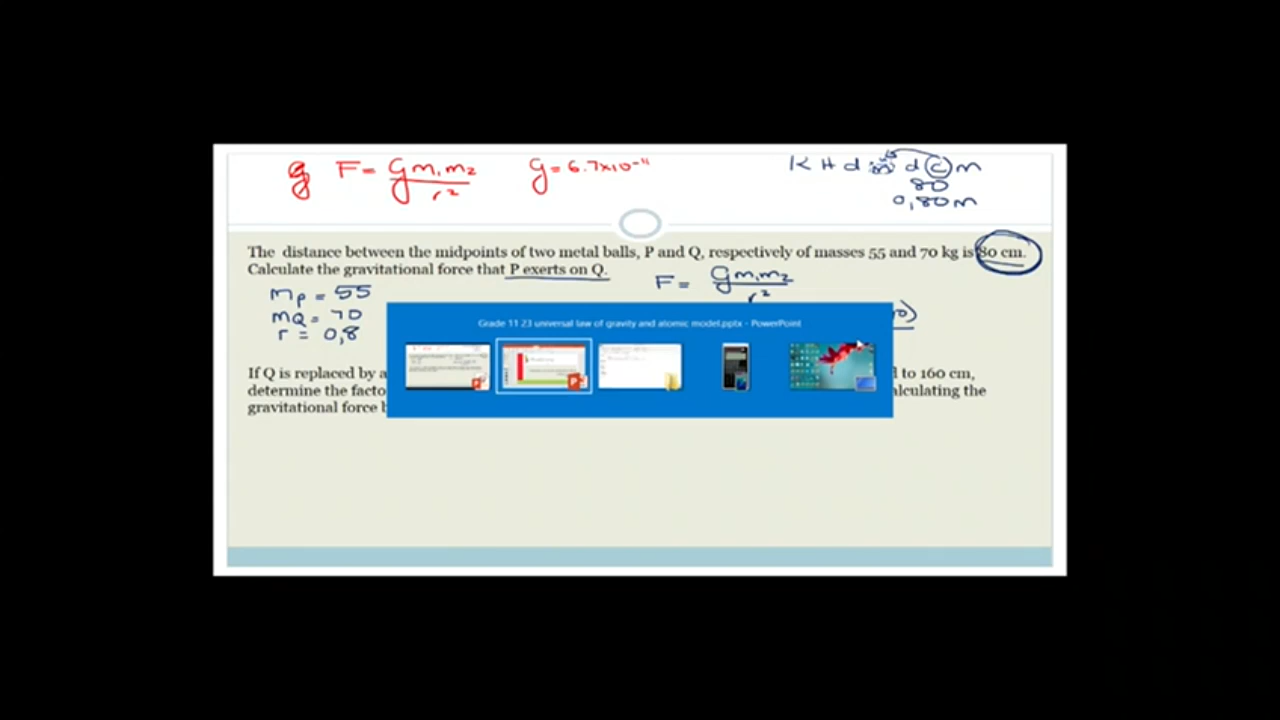 F = Gm₁m₂/r² G = 6.7x10⁻¹¹ K H d m d c m
80
0,80m
The distance between the midpoints of two metal balls, P and Q, respectively of masses 55 and 70 kg is 80 cm.
Calculate the gravitational force that P exerts on Q.
F = Gm₁m₂/r²
mP = 55
mQ = 70
r = 0,8
Grade 11 23 universal law of gravity and atomic model.pptx - PowerPoint
If Q is replaced by a to 160 cm,
determine the calculating the
gravitational force